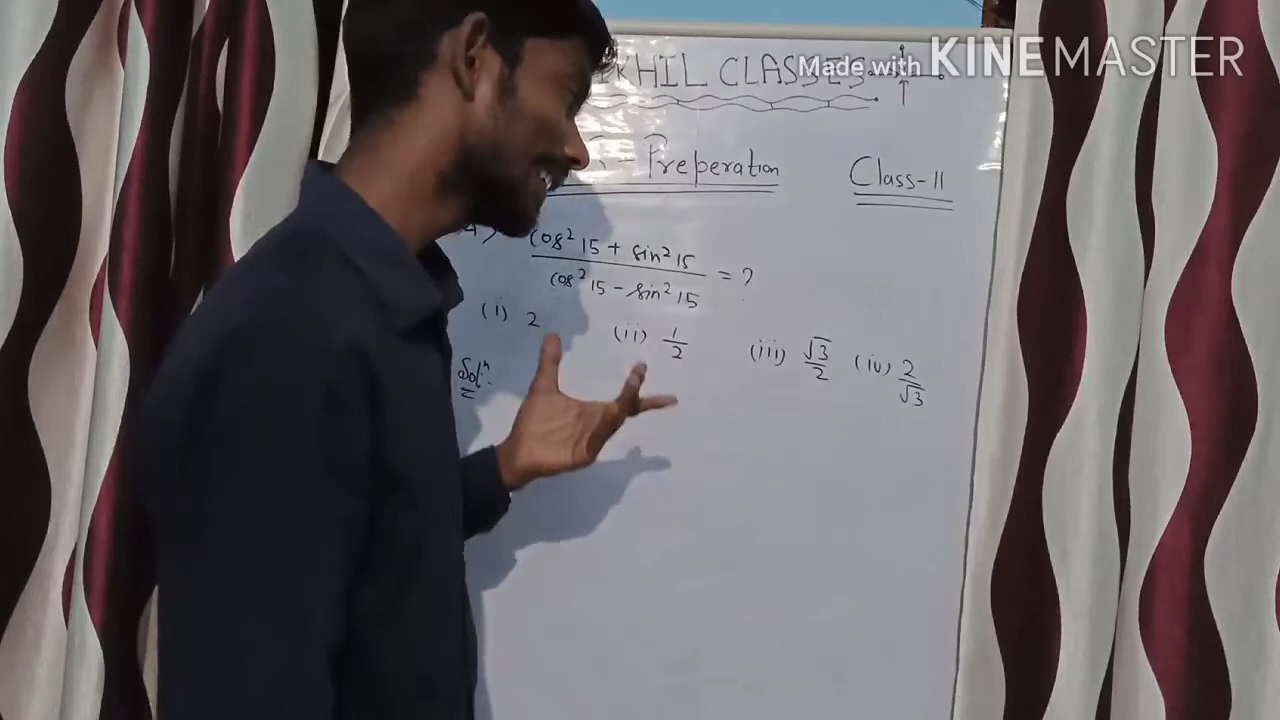 KHIL CLASSES
Made with KINEMASTER
- Preperation
Class-11
cos² 15 + sin² 15 / cos² 15 - sin² 15 = ?
(i) 2 (ii) 1/2 (iii) √3/2 (iv) 2/√3
Solⁿ: